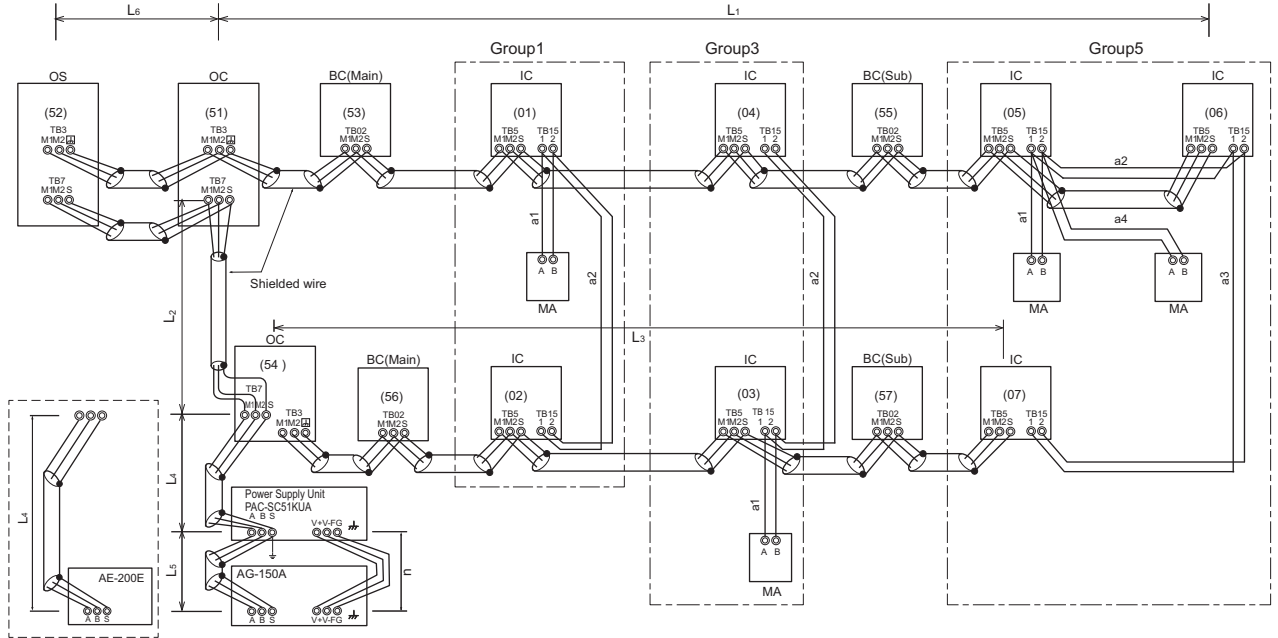 L6
L1
Group1
Group3
Group5
OS
OC
BC(Main)
IC
IC
BC(Sub)
IC
IC
(52)
(51)
(53)
(01)
(04)
(55)
(05)
(06)
TB3
M1M2
TB3
M1M2
TB02
M1M2S
TB5
M1M2S
TB15
1 2
TB5
M1M2S
TB15
1 2
TB02
M1M2S
TB5
M1M2S
TB15
1 2
TB5
M1M2S
TB15
1 2
TB7
M1M2 S
TB7
M1M2 S
a2
a4
a1
a2
a2
a1
a3
A B
MA
A B
MA
A B
MA
Shielded wire
L2
L3
OC
BC(Main)
IC
IC
BC(Sub)
IC
(54 )
(56)
(02)
(03)
(57)
(07)
TB7
M1M2 S
TB3
M1M2
TB02
M1M2S
TB5
M1M2S
TB15
1 2
TB5
M1M2S
TB 15
1 2
TB02
M1M2S
TB5
M1M2S
TB15
1 2
a1
A B
MA
L4
L4
Power Supply Unit
PAC-SC51KUA
A B S
V+V-FG
L5
n
AG-150A
A B S
V+V-FG
AE-200E
A B S